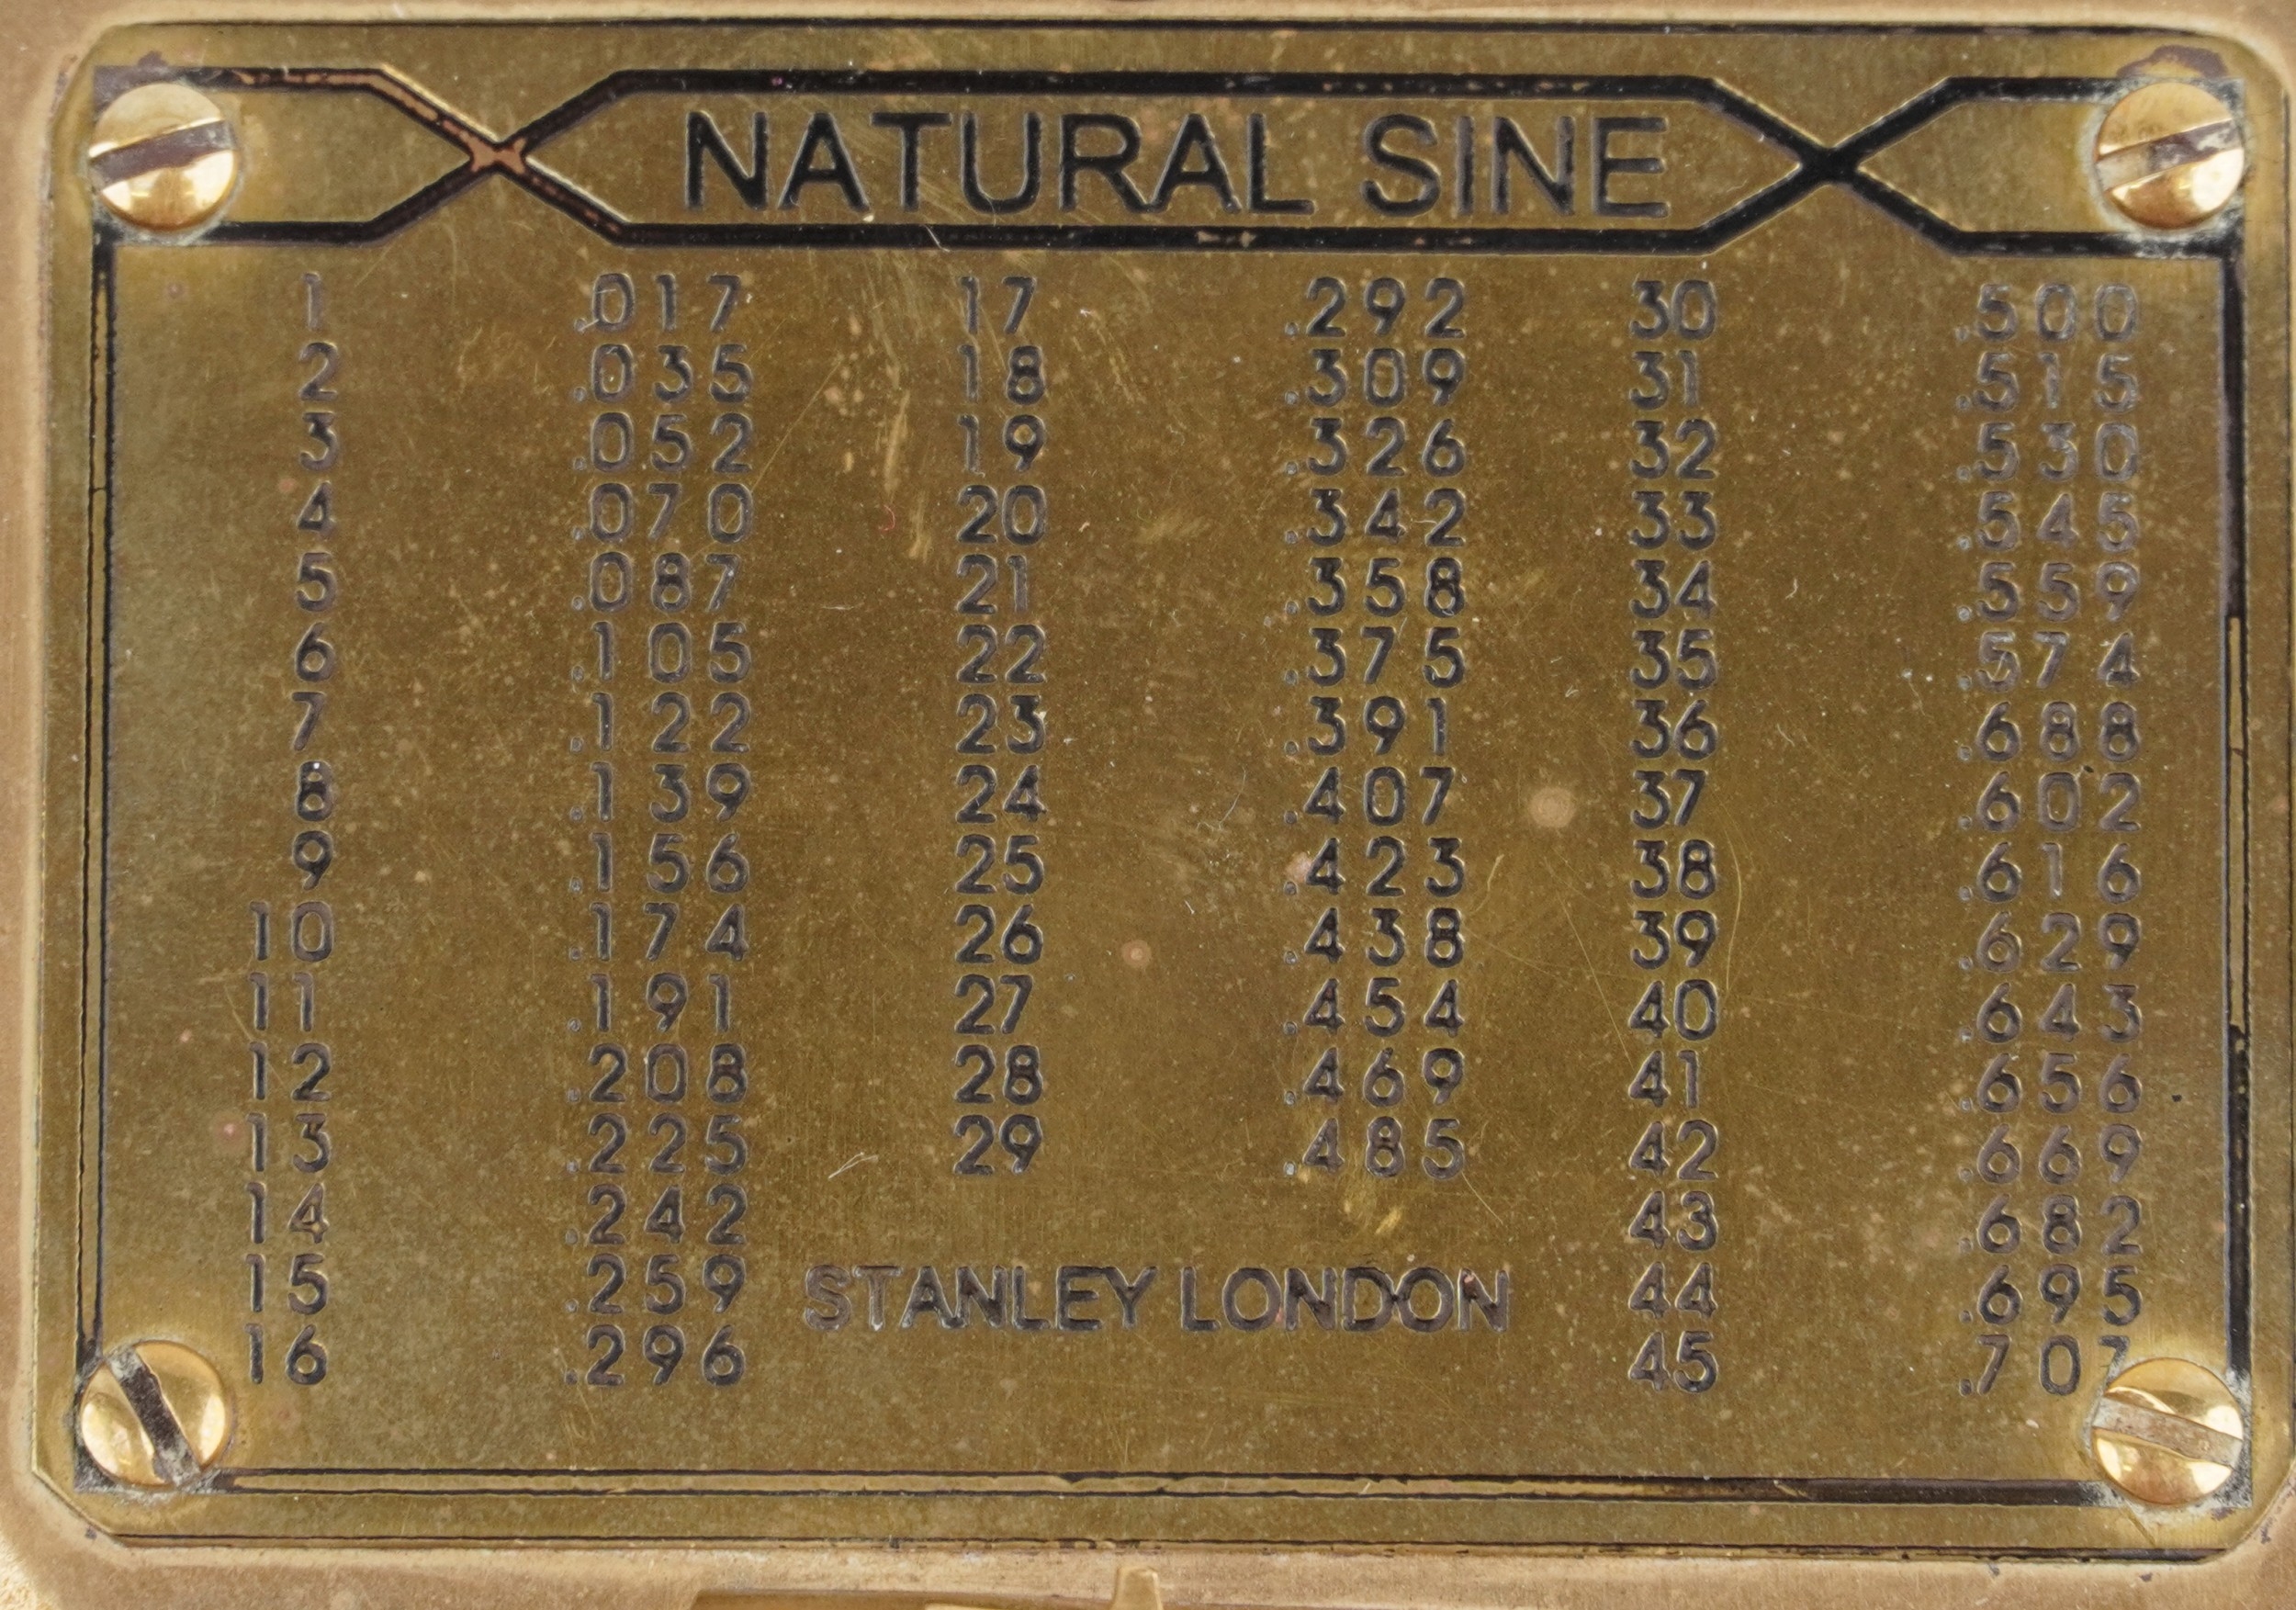 NATURAL SINE
1 .017 17 .292 30 .500
2 .035 18 .309 31 .515
3 .052 19 .326 32 .530
4 .070 20 .342 33 .545
5 .087 21 .358 34 .559
6 .105 22 .375 35 .574
7 .122 23 .391 36 .688
8 .139 24 .407 37 .602
9 .156 25 .423 38 .616
10 .174 26 .438 39 .629
11 .191 27 .454 40 .643
12 .208 28 .469 41 .656
13 .225 29 .485 42 .669
14 .242 43 .682
15 .259 STANLEY LONDON 44 .695
16 .296 45 .707